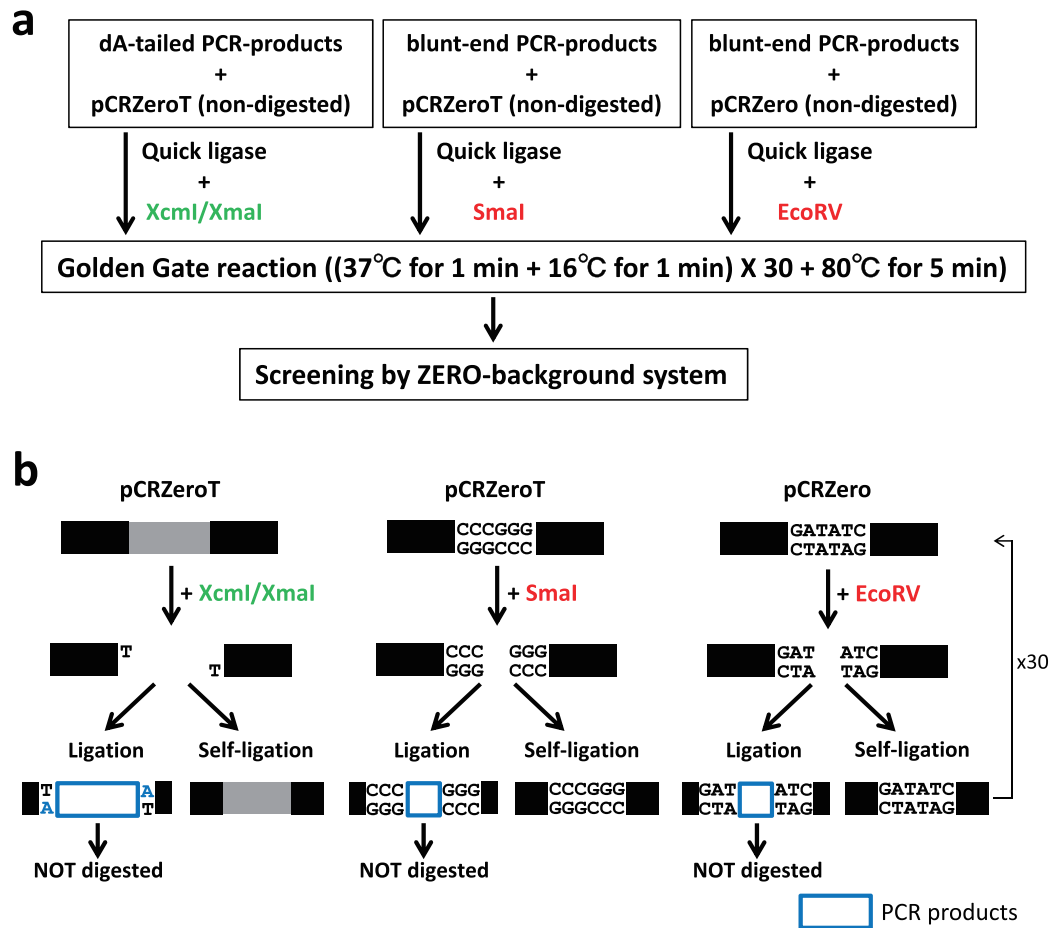 a
dA-tailed PCR-products
+
pCRZeroT (non-digested)
blunt-end PCR-products
+
pCRZeroT (non-digested)
blunt-end PCR-products
+
pCRZero (non-digested)
Quick ligase
+
XcmI/XmaI
Quick ligase
+
SmaI
Quick ligase
+
EcoRV
Golden Gate reaction ((37℃ for 1 min + 16℃ for 1 min) X 30 + 80℃ for 5 min)
Screening by ZERO-background system
b
pCRZeroT
pCRZeroT
pCRZero
CCCGGG
GGGCCC
GATATC
CTATAG
+ XcmI/XmaI
+ SmaI
+ EcoRV
T
T
CCC GGG
GGG CCC
GAT ATC
CTA TAG
x30
Ligation
Self-ligation
Ligation
Self-ligation
Ligation
Self-ligation
T A
A T
CCC GGG
GGG CCC
CCCGGG
GGGCCC
GAT ATC
CTA TAG
GATATC
CTATAG
NOT digested
NOT digested
NOT digested
PCR products